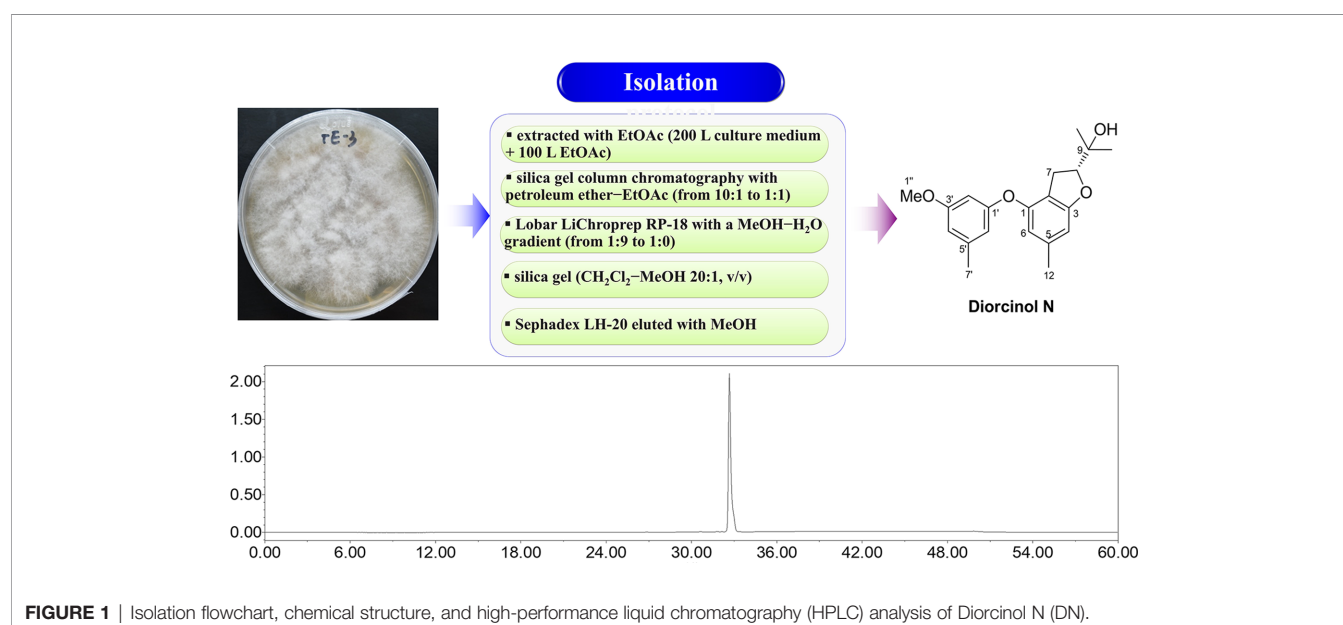 Isolation
TE-3
▪ extracted with EtOAc (200 L culture medium
+ 100 L EtOAc)
▪ silica gel column chromatography with
petroleum ether−EtOAc (from 10:1 to 1:1)
▪ Lobar LiChroprep RP-18 with a MeOH−H₂O
gradient (from 1:9 to 1:0)
▪ silica gel (CH₂Cl₂−MeOH 20:1, v/v)
▪ Sephadex LH-20 eluted with MeOH
OH
9
7
1"
MeO
3'
O
1'
1
O
3
6
5
5'
7'
12
Diorcinol N
2.00
1.50
1.00
0.50
0.00
0.00 6.00 12.00 18.00 24.00 30.00 36.00 42.00 48.00 54.00 60.00
FIGURE 1 | Isolation flowchart, chemical structure, and high-performance liquid chromatography (HPLC) analysis of Diorcinol N (DN).